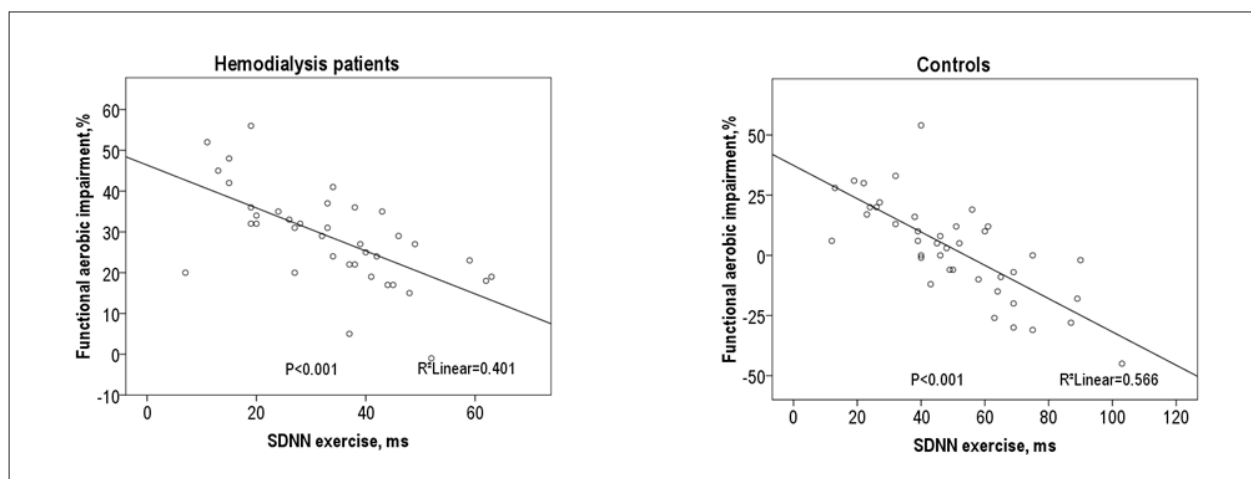 Hemodialysis patients
Functional aerobic impairment,%
60
50
40
30
20
10
0
-10
P<0.001
R²Linear=0.401
0 20 40 60
SDNN exercise, ms
Controls
Functional aerobic impairment,%
50
25
0
-25
-50
P<0.001
R²Linear=0.566
0 20 40 60 80 100 120
SDNN exercise, ms